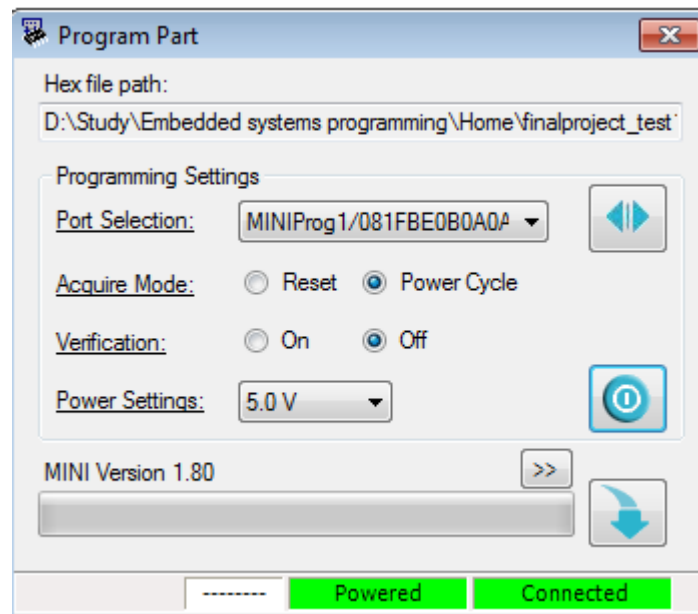 Program Part
Hex file path:
D:\Study\Embedded systems programming\Home\finalproject_test
Programming Settings
Port Selection: MINIProg1/081FBE0B0A0A
Acquire Mode: Reset Power Cycle
Verification: On Off
Power Settings: 5.0 V
MINI Version 1.80 >>
-------- Powered Connected